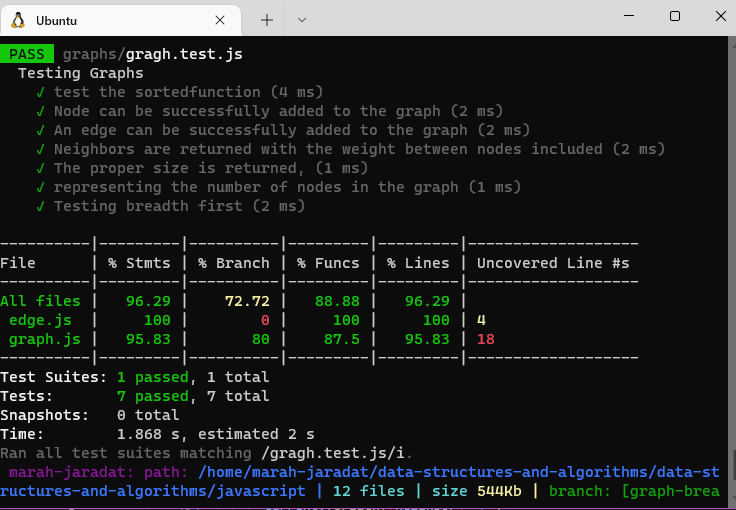 Ubuntu
PASS graphs/gragh.test.js
Testing Graphs
√ test the sortedfunction (4 ms)
√ Node can be successfully added to the graph (2 ms)
√ An edge can be successfully added to the graph (2 ms)
√ Neighbors are returned with the weight between nodes included (2 ms)
√ The proper size is returned, (1 ms)
√ representing the number of nodes in the graph (1 ms)
√ Testing breadth first (2 ms)
----------|---------|----------|---------|---------|-------------------
File      | % Stmts | % Branch | % Funcs | % Lines | Uncovered Line #s
----------|---------|----------|---------|---------|-------------------
All files |   96.29 |    72.72 |   88.88 |   96.29 |
 edge.js  |     100 |        0 |     100 |     100 | 4
 graph.js |   95.83 |       80 |    87.5 |   95.83 | 18
----------|---------|----------|---------|---------|-------------------
Test Suites: 1 passed, 1 total
Tests:       7 passed, 7 total
Snapshots:   0 total
Time:        1.868 s, estimated 2 s
Ran all test suites matching /gragh.test.js/i.
marah-jaradat: path: /home/marah-jaradat/data-structures-and-algorithms/data-st
ructures-and-algorithms/javascript | 12 files | size 544Kb | branch: [graph-brea